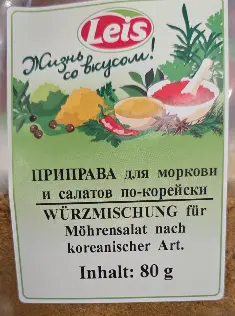 Leis
Жизнь
со вкусом!
ПРИПРАВА для моркови
и салатов по-корейски
WÜRZMISCHUNG für
Möhrensalat nach
koreanischer Art.
Inhalt: 80 g